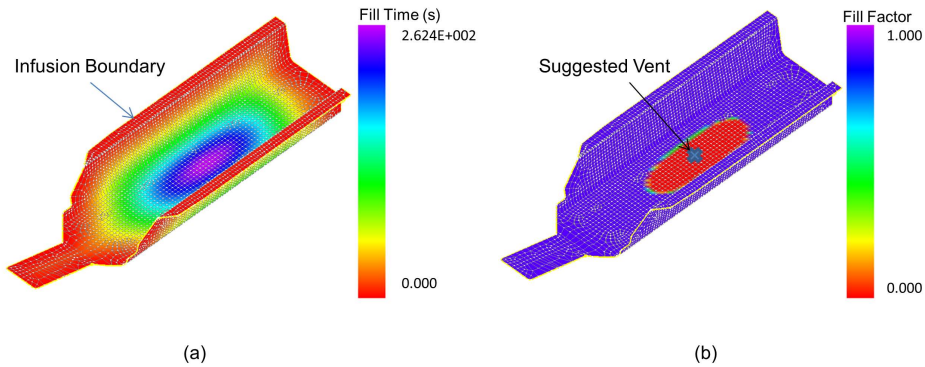 Fill Time (s)
2.624E+002
Infusion Boundary
0.000
(a)
Fill Factor
1.000
Suggested Vent
0.000
(b)